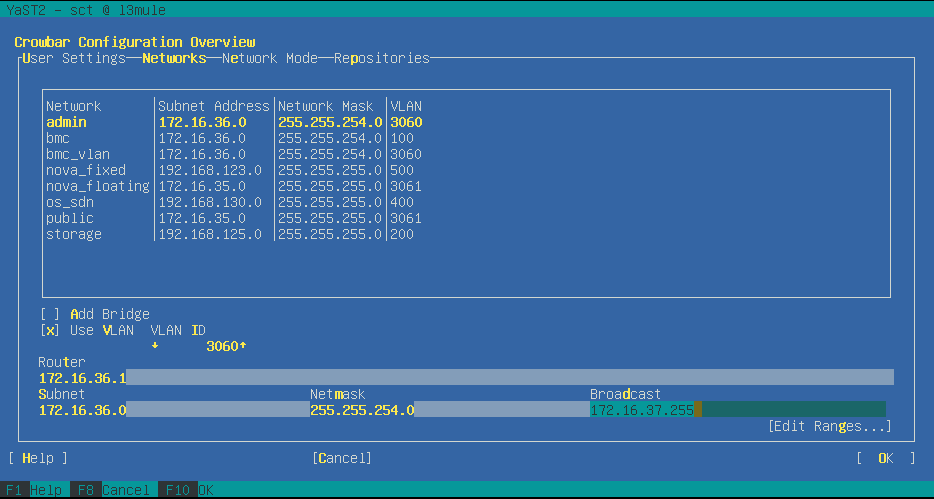 YaST2 - sct @ l3mule
Crowbar Configuration Overview
User Settings Networks Network Mode Repositories
Network Subnet Address Network Mask VLAN
admin 172.16.36.0 255.255.254.0 3060
bmc 172.16.36.0 255.255.254.0 100
bmc_vlan 172.16.36.0 255.255.254.0 3060
nova_fixed 192.168.123.0 255.255.255.0 500
nova_floating 172.16.35.0 255.255.255.0 3061
os_sdn 192.168.130.0 255.255.255.0 400
public 172.16.35.0 255.255.255.0 3061
storage 192.168.125.0 255.255.255.0 200
[ ] Add Bridge
[x] Use VLAN VLAN ID
↓ 3060↑
Router
172.16.36.1
Subnet Netmask Broadcast
172.16.36.0 255.255.254.0 172.16.37.255
[Edit Ranges...]
[ Help ] [Cancel] [ OK ]
F1 Help F8 Cancel F10 OK